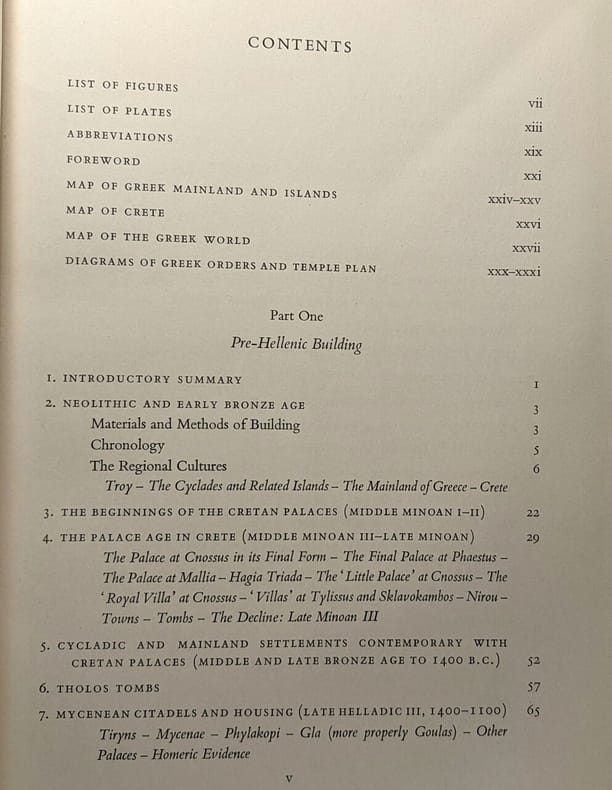 CONTENTS
LIST OF FIGURES vii
LIST OF PLATES xiii
ABBREVIATIONS xix
FOREWORD xxi
MAP OF GREEK MAINLAND AND ISLANDS xxiv–xxv
MAP OF CRETE xxvi
MAP OF THE GREEK WORLD xxvii
DIAGRAMS OF GREEK ORDERS AND TEMPLE PLAN xxx–xxxi
Part One
Pre-Hellenic Building
1. INTRODUCTORY SUMMARY 1
2. NEOLITHIC AND EARLY BRONZE AGE 3
Materials and Methods of Building 3
Chronology 5
The Regional Cultures 6
Troy – The Cyclades and Related Islands – The Mainland of Greece – Crete
3. THE BEGINNINGS OF THE CRETAN PALACES (MIDDLE MINOAN I–II) 22
4. THE PALACE AGE IN CRETE (MIDDLE MINOAN III–LATE MINOAN) 29
The Palace at Cnossus in its Final Form – The Final Palace at Phaestus –
The Palace at Mallia – Hagia Triada – The 'Little Palace' at Cnossus – The
'Royal Villa' at Cnossus – 'Villas' at Tylissus and Sklavokambos – Nirou –
Towns – Tombs – The Decline: Late Minoan III
5. CYCLADIC AND MAINLAND SETTLEMENTS CONTEMPORARY WITH
CRETAN PALACES (MIDDLE AND LATE BRONZE AGE TO 1400 B.C.) 52
6. THOLOS TOMBS 57
7. MYCENEAN CITADELS AND HOUSING (LATE HELLADIC III, 1400–1100) 65
Tiryns – Mycenae – Phylakopi – Gla (more properly Goulas) – Other
Palaces – Homeric Evidence
v